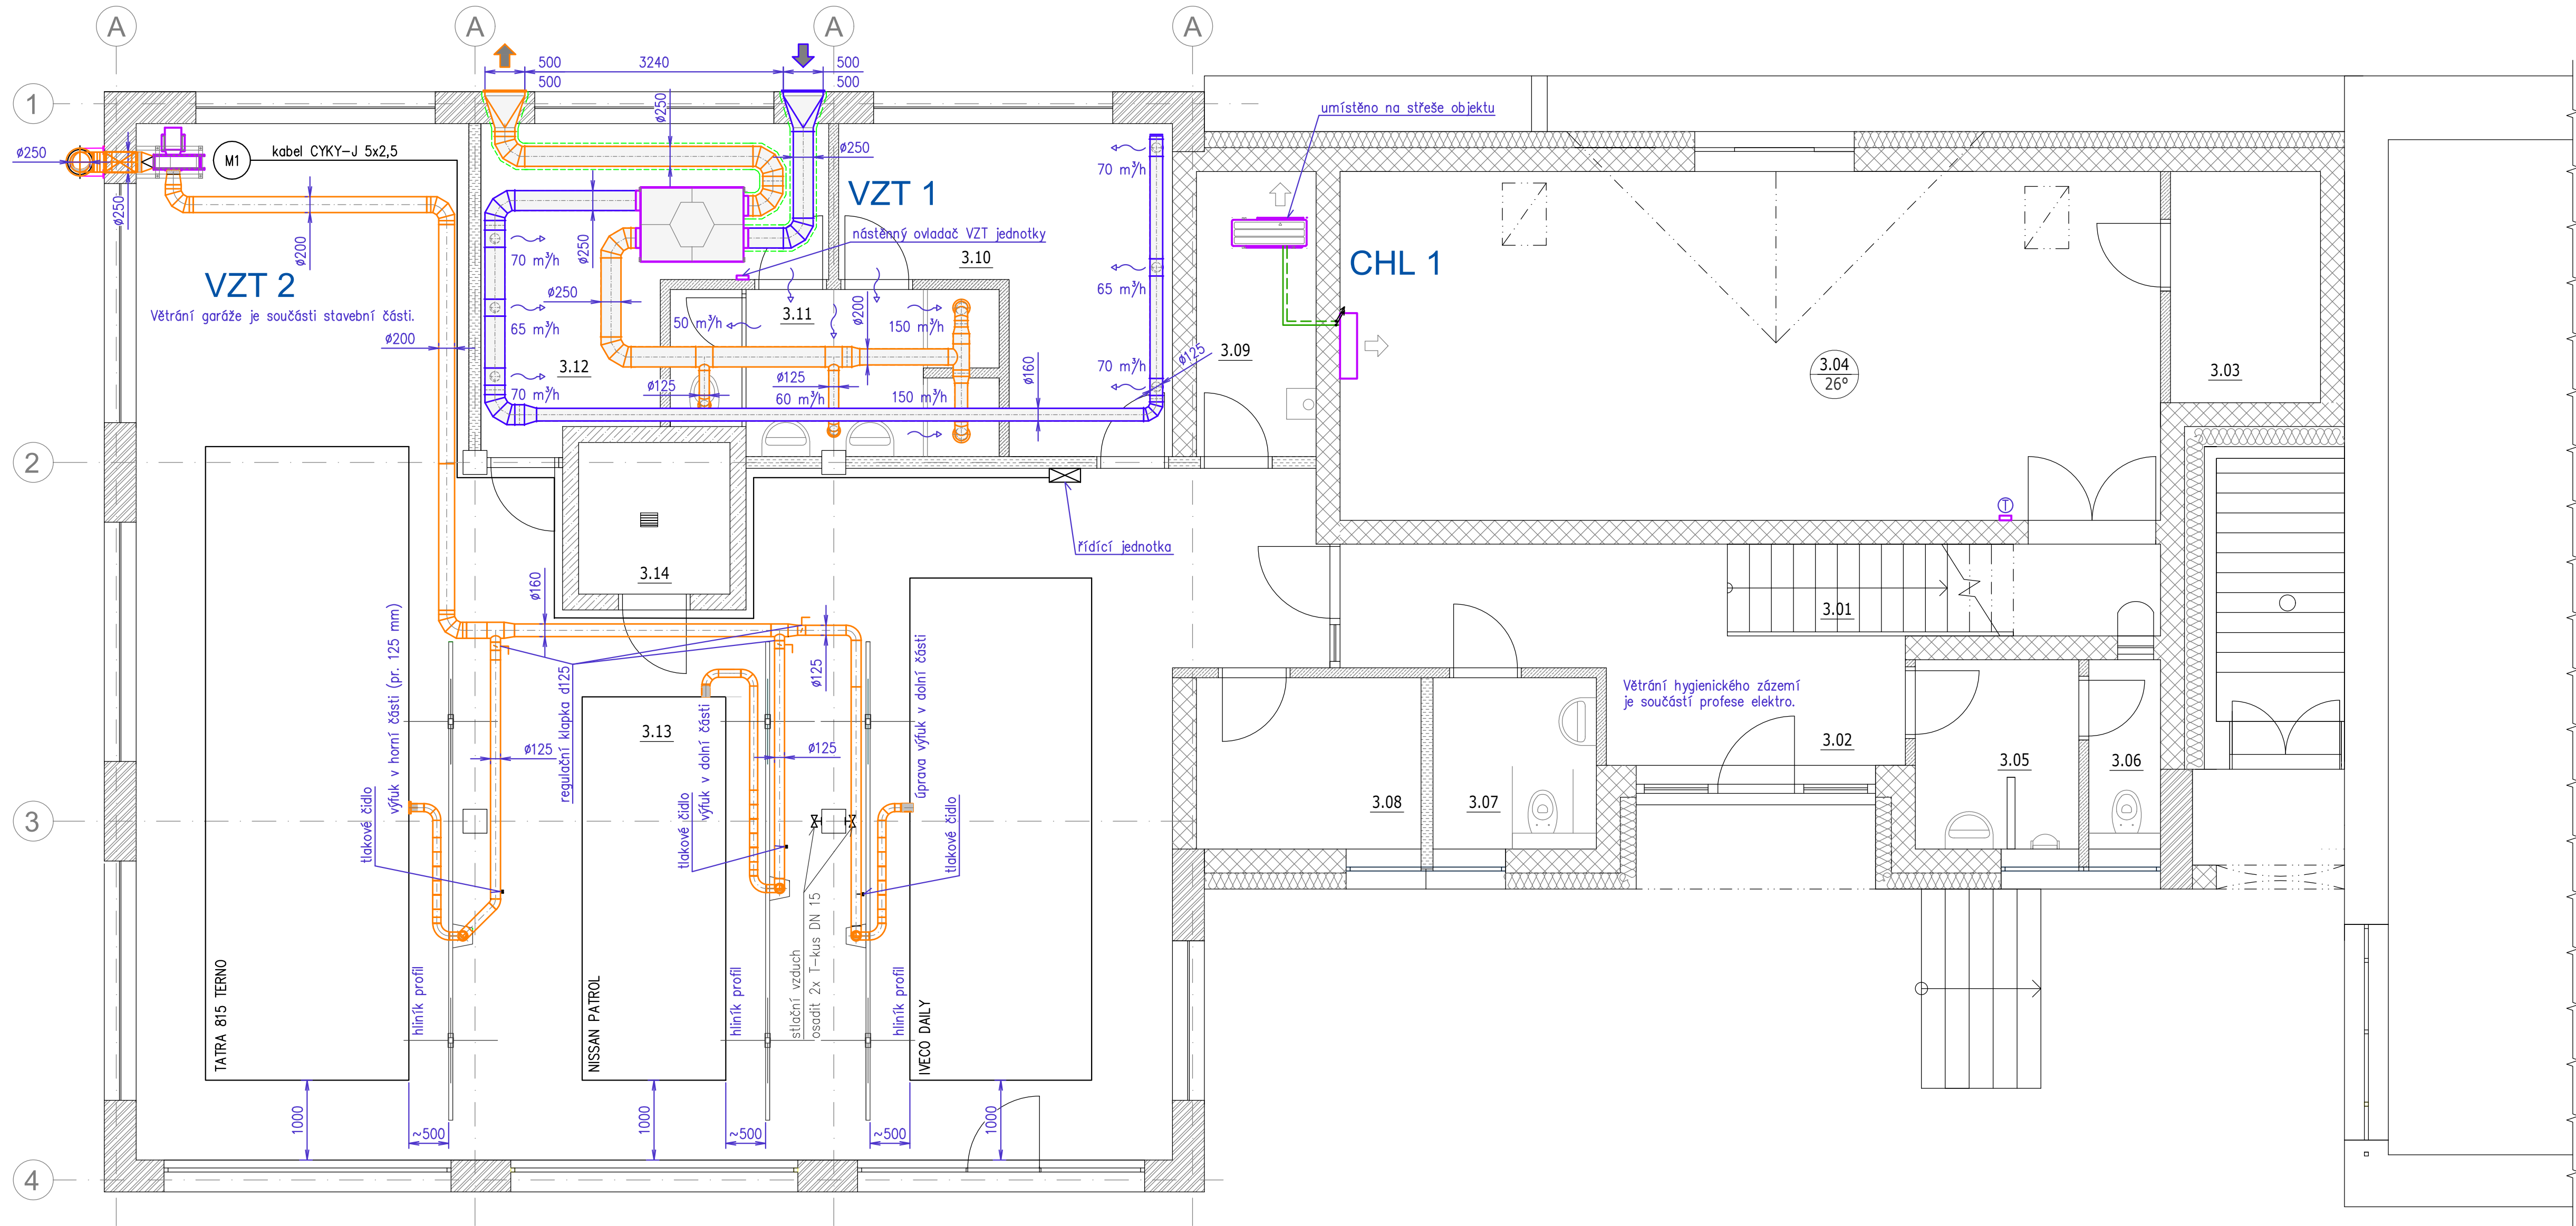 A
A
A
A
500
3240
500
500
500
1
ø250
umístěno na střeše objektu
ø250
M1
kabel CYKY-J 5x2,5
ø250
70 m³/h
VZT 1
ø250
ø200
ø250
nástěnný ovladač VZT jednotky
70 m³/h
3.10
CHL 1
VZT 2
ø250
65 m³/h
Větrání garáže je součásti stavební části.
3.11
ø200
50 m³/h
150 m³/h
65 m³/h
ø200
3.12
3.09
ø125
70 m³/h
ø160
3.04
26°
3.03
ø125
ø125
70 m³/h
60 m³/h
150 m³/h
2
T
řídící jednotka
3.14
ø160
3.01
výfuk v horní části (pr. 125 mm)
regulační klapka d125
ø125
úprava výfuk v dolní části
Větrání hygienického zázemí
je součástí profese elektro.
výfuk v dolní části
3.13
ø125
ø125
3.02
3.05
3.06
tlakové čidlo
tlakové čidlo
tlakové čidlo
3.08
3.07
3
stlační vzduch
osadit 2x T-kus DN 15
TATRA 815 TERNO
hliník profil
NISSAN PATROL
hliník profil
hliník profil
IVECO DAILY
1000
~500
1000
~500
~500
1000
4